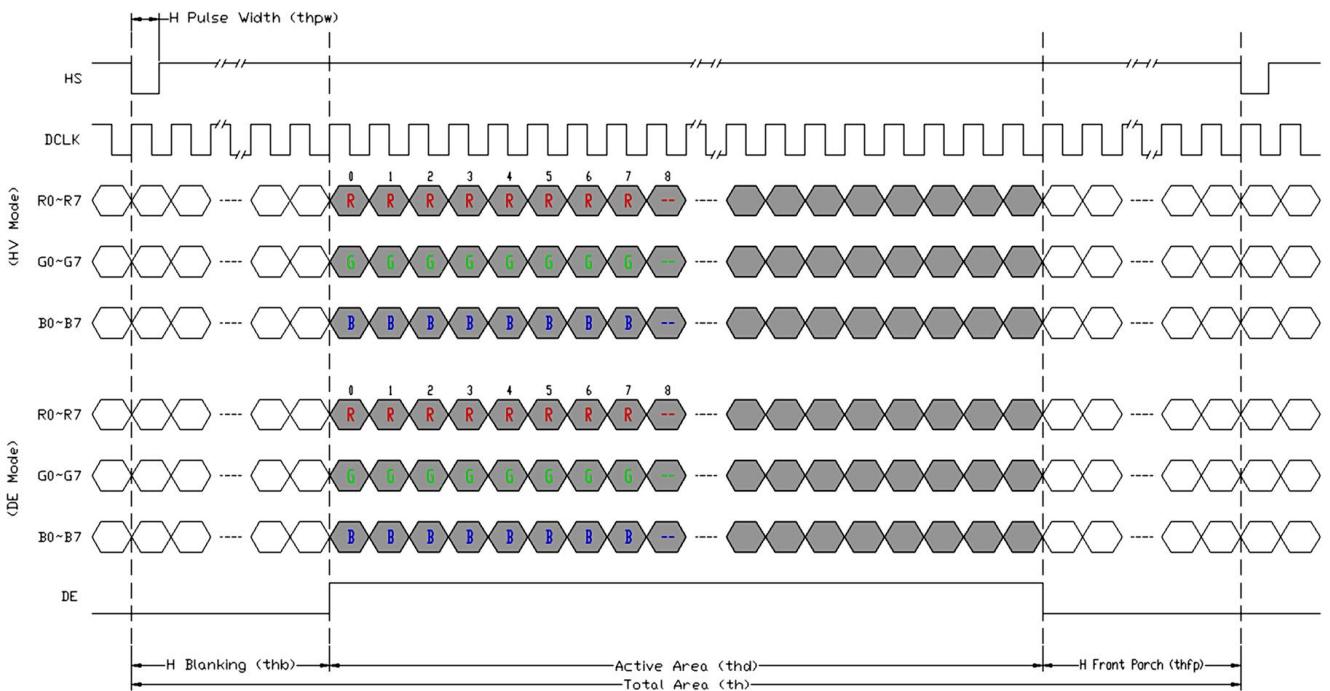 H Pulse Width (thpw)
HS
DCLK
(HV Mode)
0 1 2 3 4 5 6 7 8
R0~R7 R R R R R R R R -- ---- ---- ----
G0~G7 G G G G G G G G -- ---- ---- ----
B0~B7 B B B B B B B B -- ---- ---- ----
(DE Mode)
0 1 2 3 4 5 6 7 8
R0~R7 R R R R R R R R -- ---- ---- ----
G0~G7 G G G G G G G G -- ---- ---- ----
B0~B7 B B B B B B B B -- ---- ---- ----
DE
H Blanking (thb) Active Area (thd) H Front Porch (thfp)
Total Area (th)